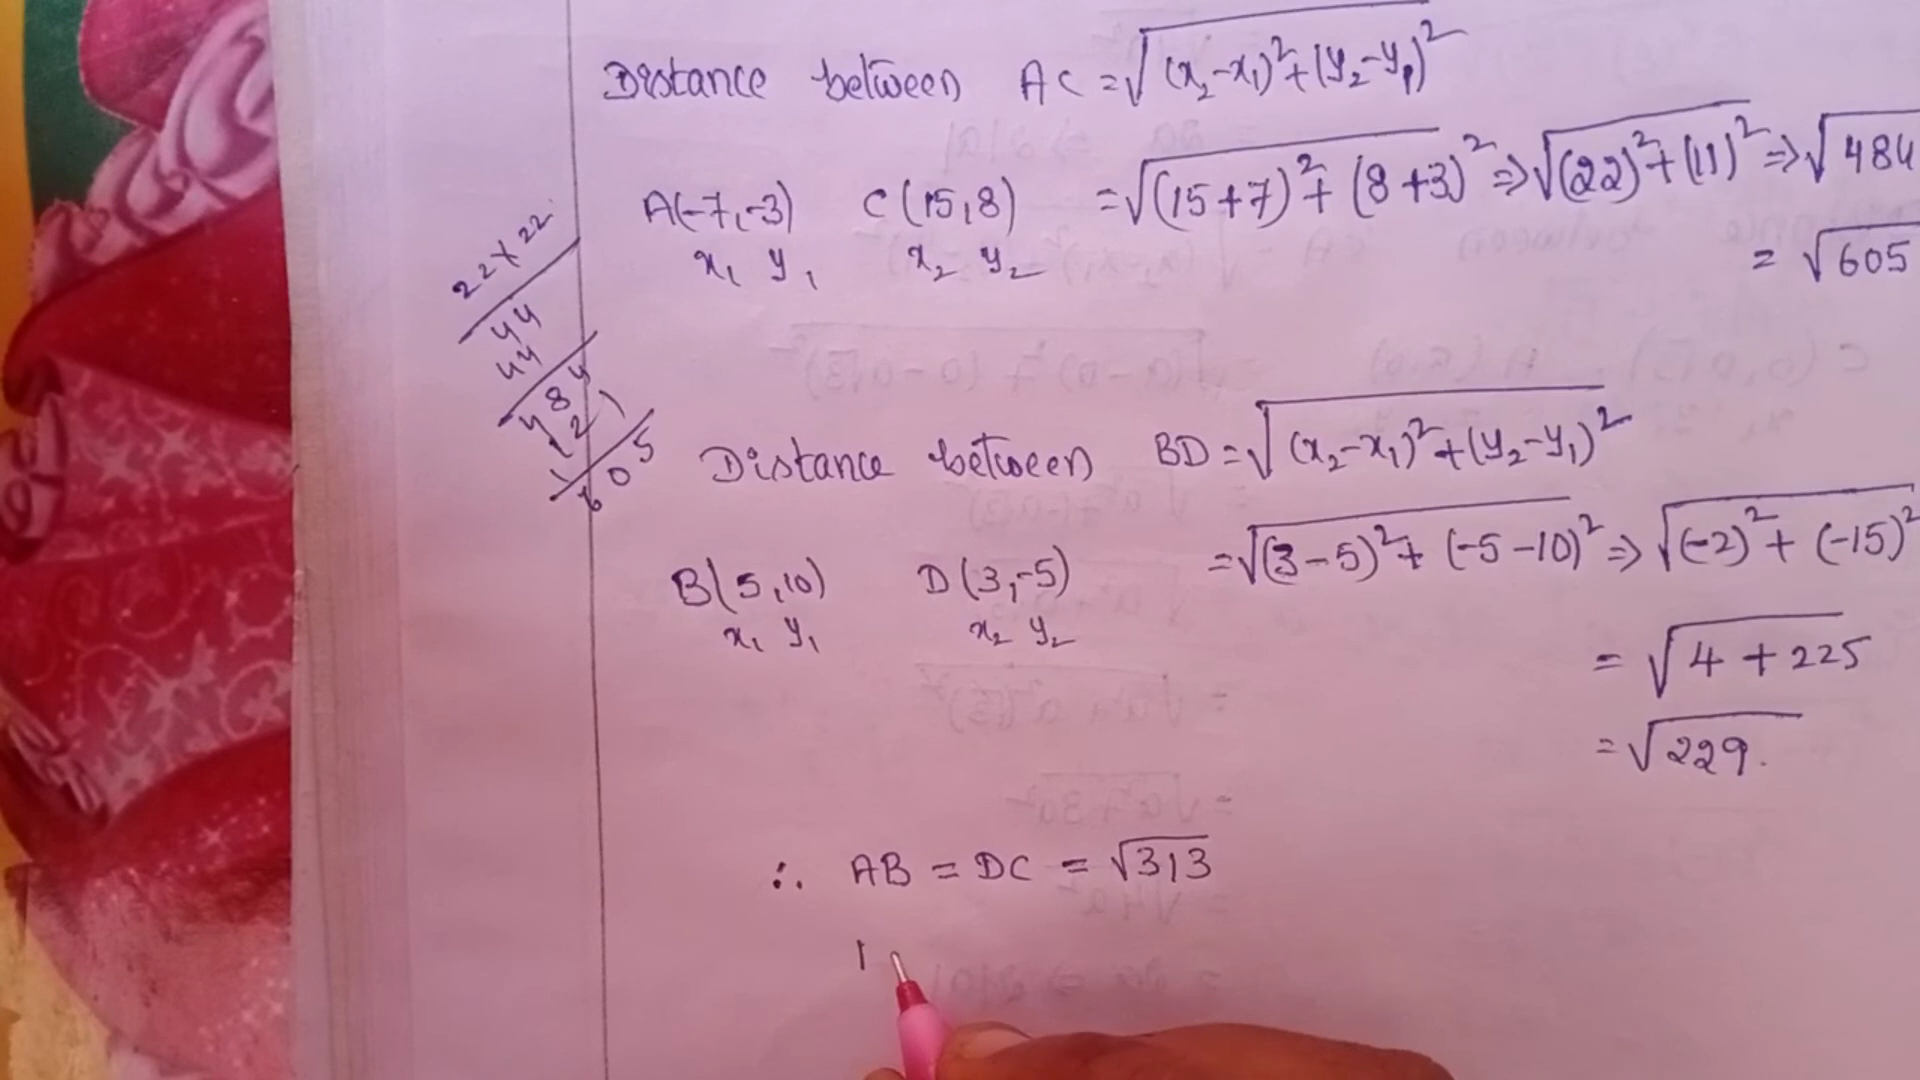 Distance between AC = √(x₂-x₁)²+(y₂-y₁)²
A(-7,-3) C(15,8) = √(15+7)²+(8+3)² ⇒ √(22)²+(11)² ⇒ √484
x₁ y₁ x₂ y₂ = √605
22×22
44
44
484
121
605
Distance between BD = √(x₂-x₁)²+(y₂-y₁)²
B(5,10) D(3,-5) = √(3-5)²+(-5-10)² ⇒ √(-2)²+(-15)²
x₁ y₁ x₂ y₂
= √4+225
= √229.
∴ AB = DC = √313